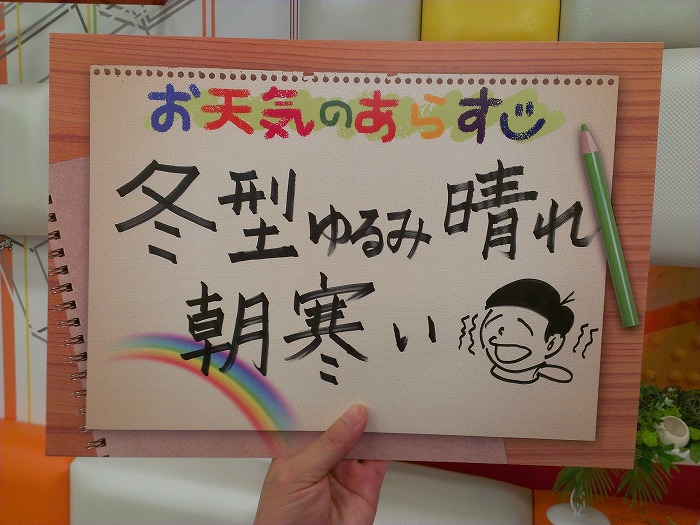 お天気のあらすじ
冬型ゆるみ晴れ
朝寒い